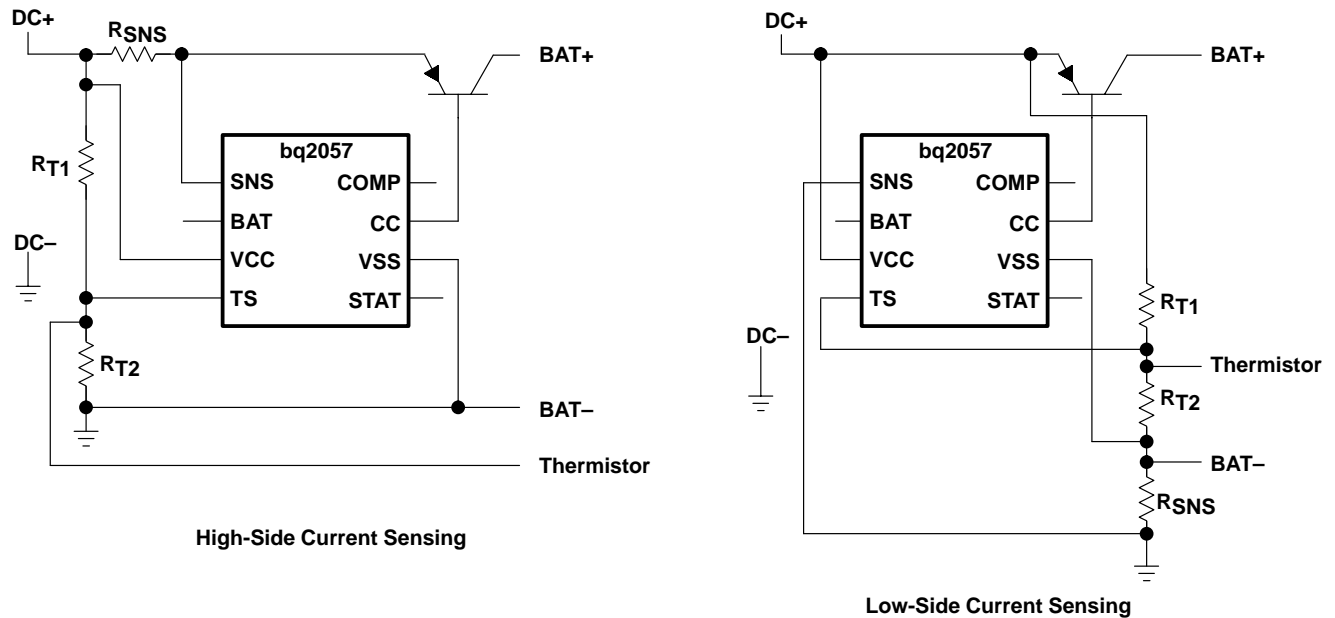 DC+
RSNS
BAT+
bq2057
RT1
SNS
COMP
BAT
CC
DC–
VCC
VSS
TS
STAT
RT2
BAT–
Thermistor
High-Side Current Sensing
DC+
BAT+
bq2057
SNS
COMP
BAT
CC
VCC
VSS
TS
STAT
RT1
DC–
Thermistor
RT2
BAT–
RSNS
Low-Side Current Sensing